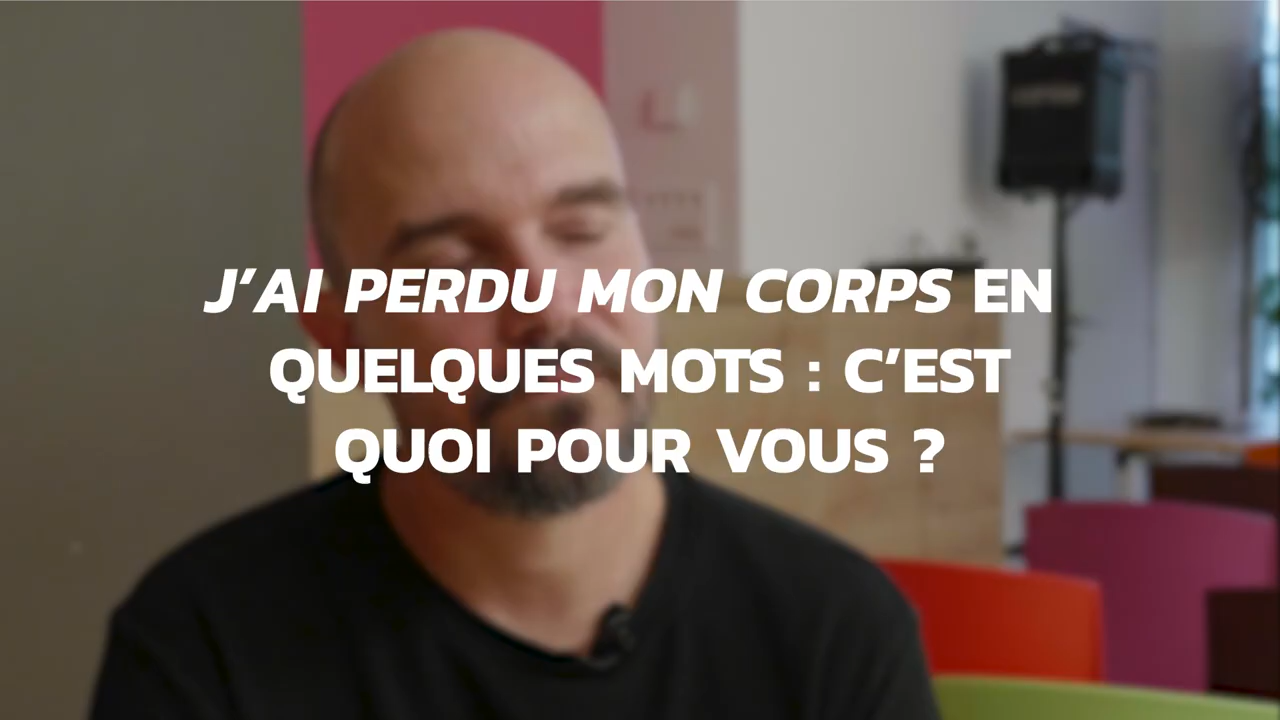 J’AI PERDU MON CORPS EN
QUELQUES MOTS : C’EST
QUOI POUR VOUS ?